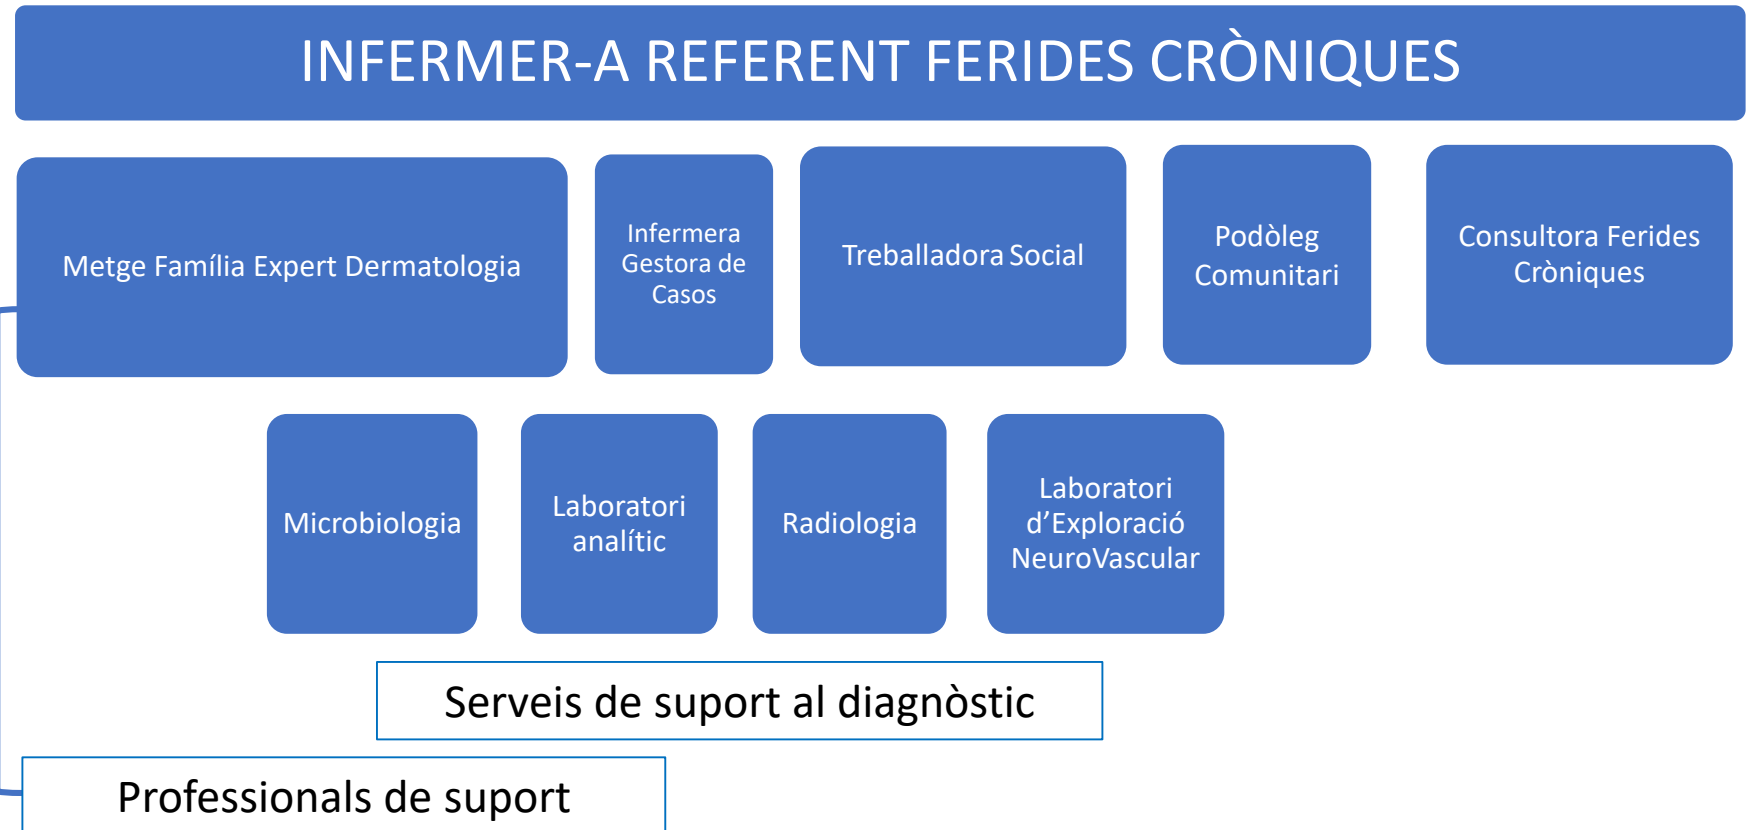 INFERMER-A REFERENT FERIDES CRÒNIQUES
Metge Família Expert Dermatologia
Infermera
Gestora de
Casos
Treballadora Social
Podòleg
Comunitari
Consultora Ferides
Cròniques
Microbiologia
Laboratori
analític
Radiologia
Laboratori
d’Exploració
NeuroVascular
Serveis de suport al diagnòstic
Professionals de suport